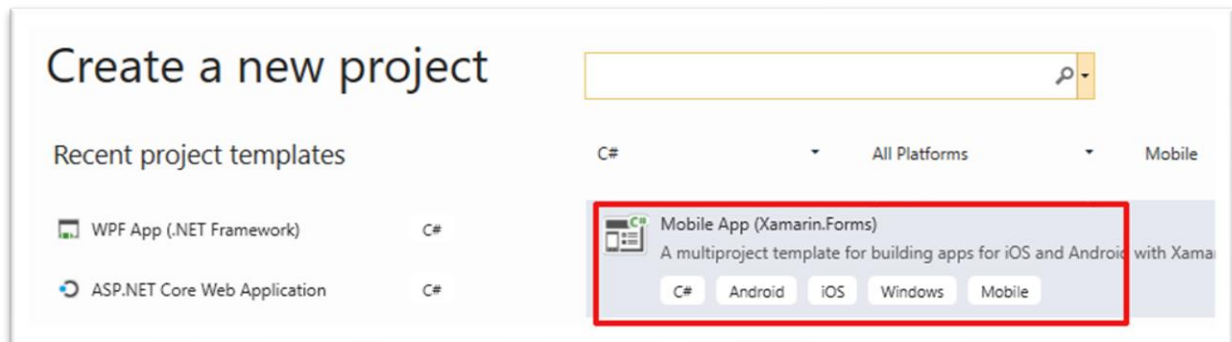 Create a new project
Recent project templates
C# All Platforms Mobile
WPF App (.NET Framework) C#
ASP.NET Core Web Application C#
C#
Mobile App (Xamarin.Forms)
A multiproject template for building apps for iOS and Android with
C# Android iOS Windows Mobile